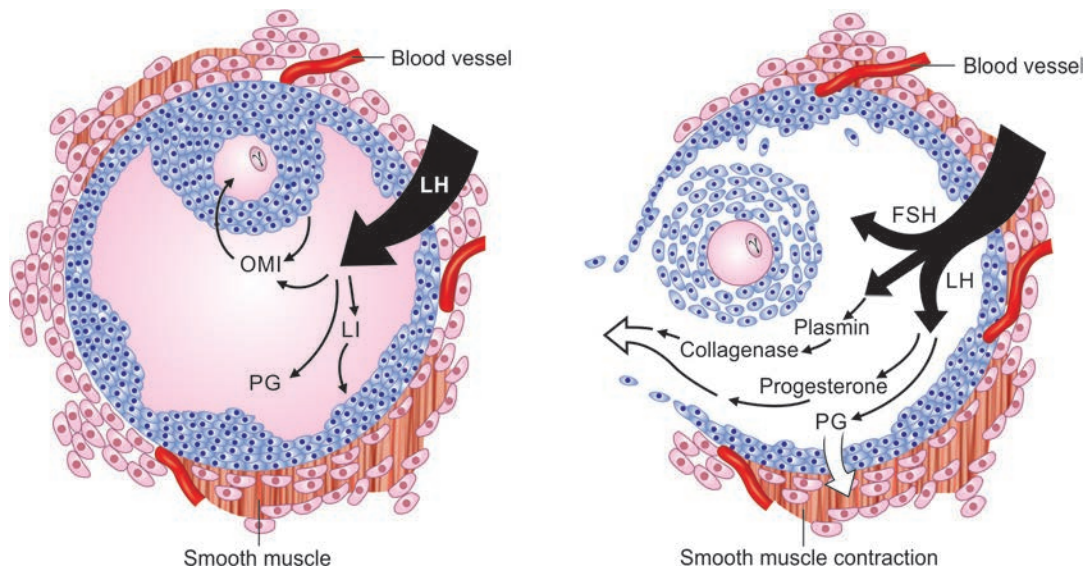 Blood vessel
LH
OMI
LI
PG
Smooth muscle
Blood vessel
FSH
LH
Plasmin
Collagenase
Progesterone
PG
Smooth muscle contraction